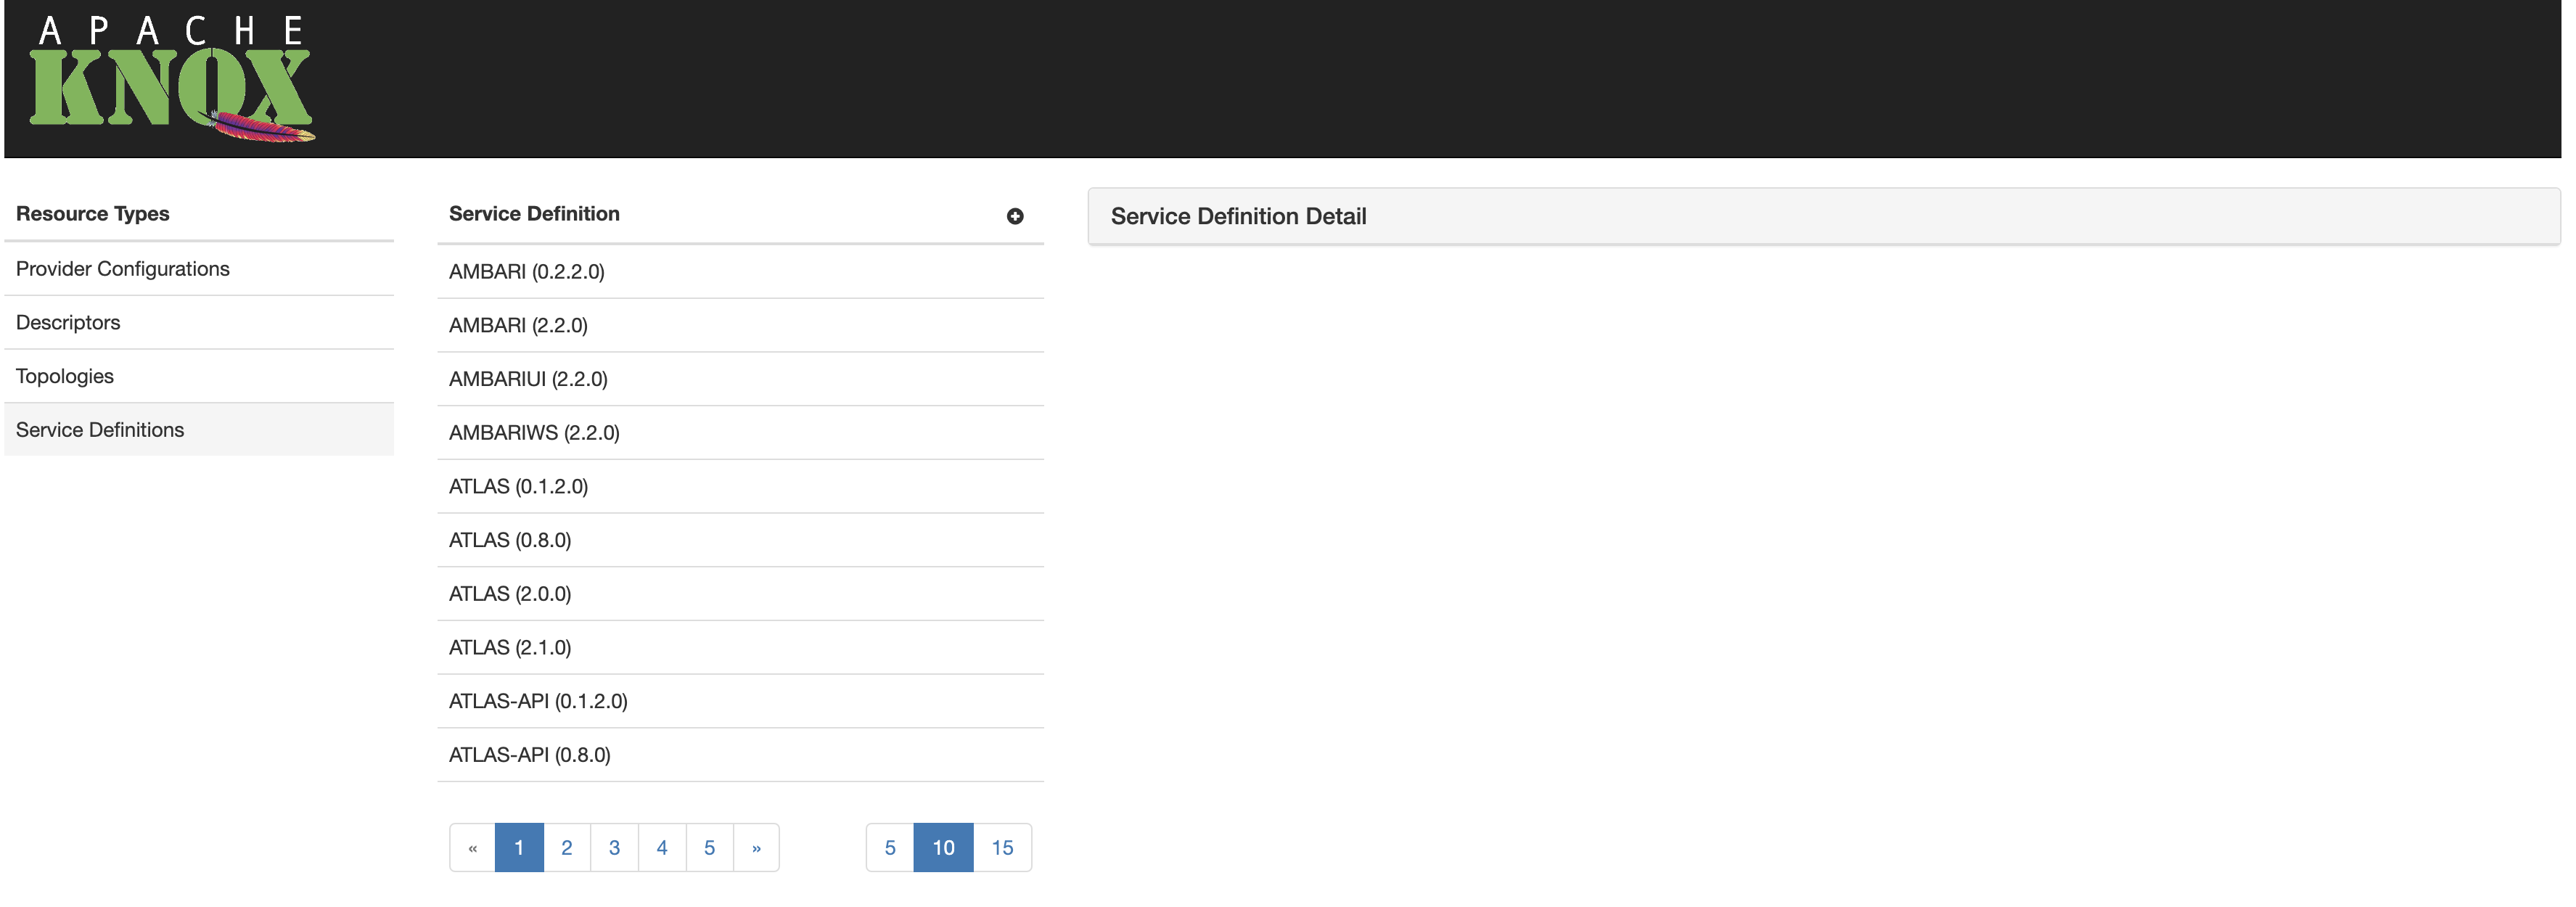 APACHE
KNOX
Resource Types
Provider Configurations
Descriptors
Topologies
Service Definitions
Service Definition
AMBARI (0.2.2.0)
AMBARI (2.2.0)
AMBARIUI (2.2.0)
AMBARIWS (2.2.0)
ATLAS (0.1.2.0)
ATLAS (0.8.0)
ATLAS (2.0.0)
ATLAS (2.1.0)
ATLAS-API (0.1.2.0)
ATLAS-API (0.8.0)
« 1 2 3 4 5 »
5 10 15
Service Definition Detail